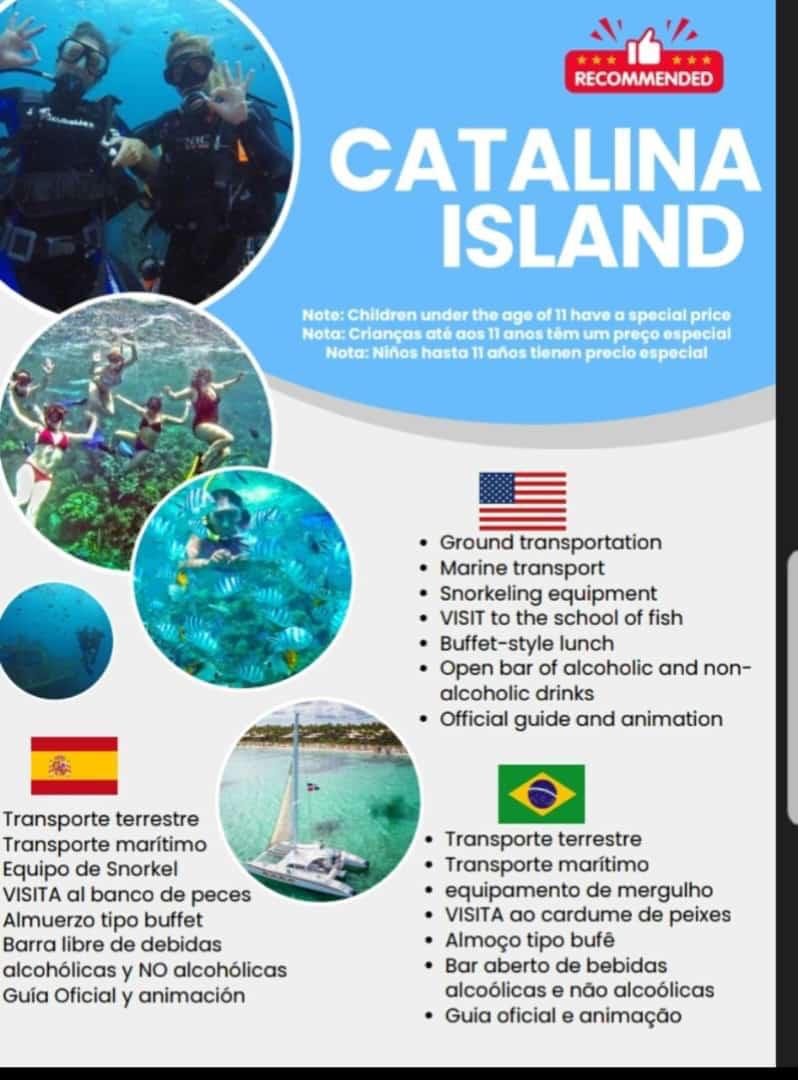 RECOMMENDED
CATALINA
ISLAND
Note: Children under the age of 11 have a special price
Nota: Crianças até aos 11 anos têm um preço especial
Nota: Niños hasta 11 años tienen precio especial
• Ground transportation
• Marine transport
• Snorkeling equipment
• VISIT to the school of fish
• Buffet-style lunch
• Open bar of alcoholic and non-
alcoholic drinks
• Official guide and animation
Transporte terrestre
Transporte marítimo
Equipo de Snorkel
VISITA al banco de peces
Almuerzo tipo buffet
Barra libre de debidas
alcohólicas y NO alcohólicas
Guía Oficial y animación
• Transporte terrestre
• Transporte marítimo
• equipamento de mergulho
• VISITA ao cardume de peixes
• Almoço tipo bufê
• Bar aberto de bebidas
alcoólicas e não alcoólicas
• Guia oficial e animação